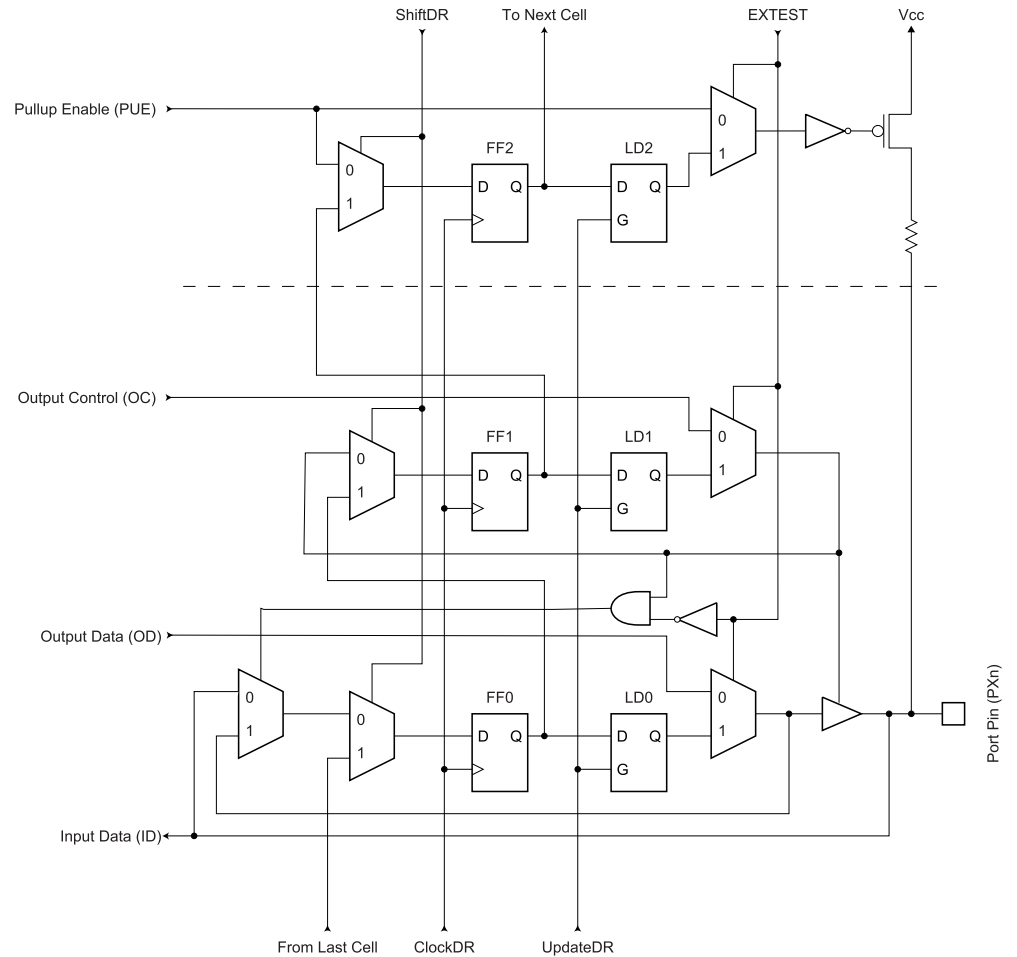 ShiftDR
To Next Cell
EXTEST
Vcc
Pullup Enable (PUE)
0
1
FF2
D Q
LD2
D Q
G
0
1
Output Control (OC)
0
1
FF1
D Q
LD1
D Q
G
0
1
Output Data (OD)
0
1
0
1
FF0
D Q
LD0
D Q
G
0
1
Port Pin (PXn)
Input Data (ID)
From Last Cell
ClockDR
UpdateDR